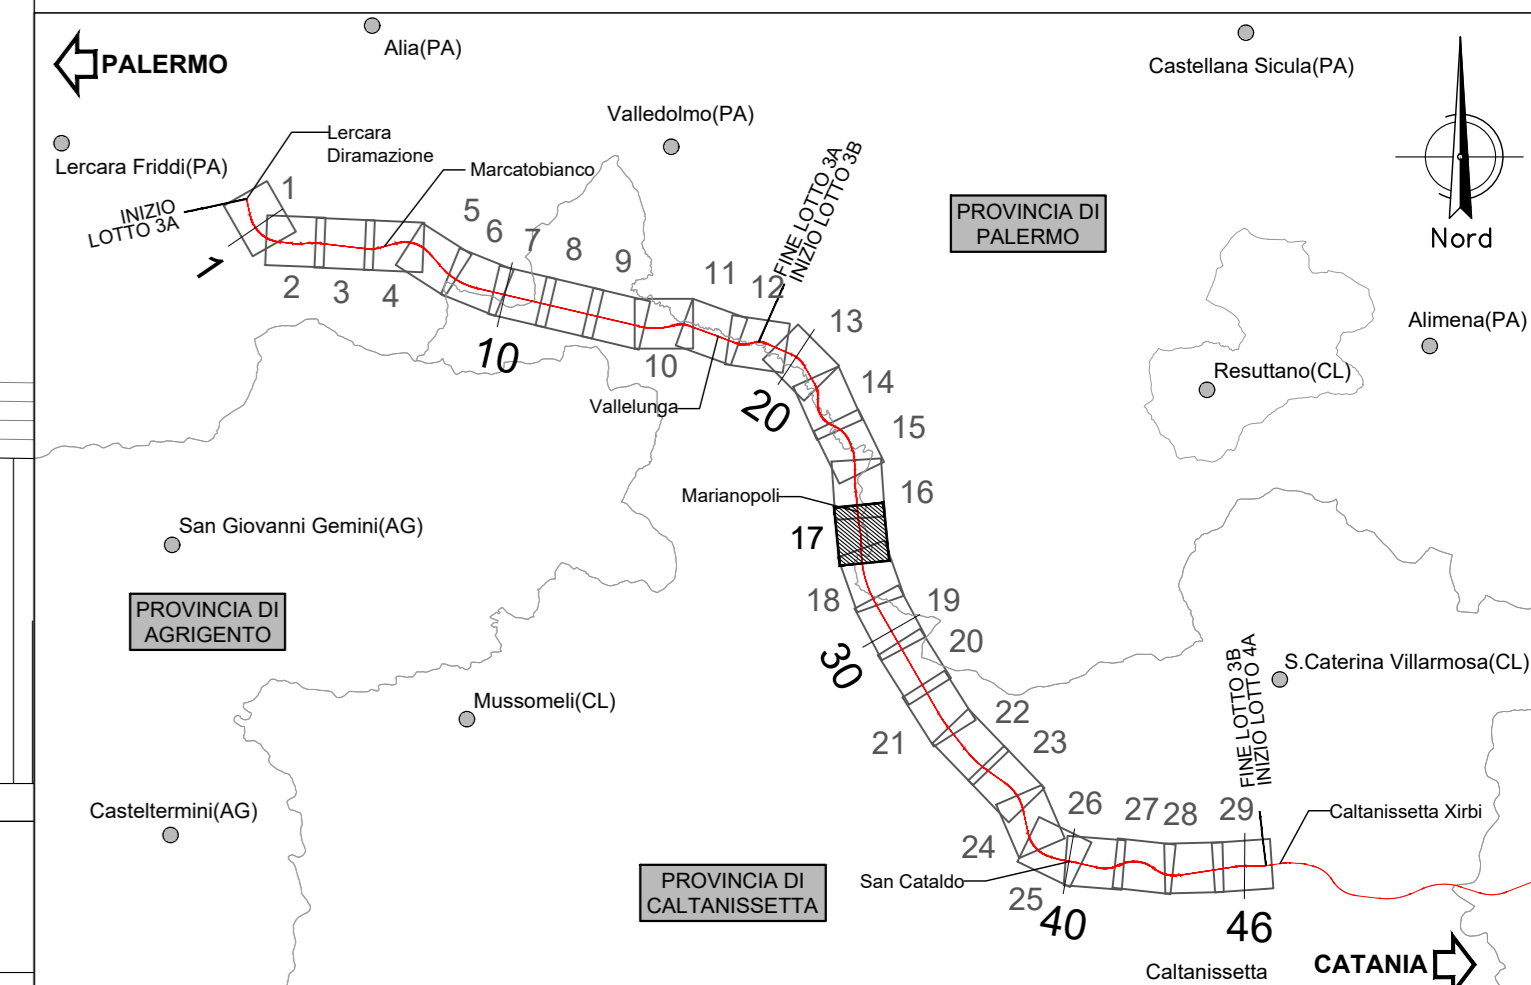 PALERMO
Alia(PA)
Castellana Sicula(PA)
Nord
Valledolmo(PA)
Lercara Friddi(PA)
Lercara
Diramazione
Marcatobianco
INIZIO
LOTTO 3A
FINE LOTTO 3A
INIZIO LOTTO 3B
PROVINCIA DI
PALERMO
1
1
2
3
4
5
6
7
8
9
10
10
11
12
13
Vallelunga
20
14
15
Alimena(PA)
Resuttano(CL)
Marianopoli
16
17
San Giovanni Gemini(AG)
PROVINCIA DI
AGRIGENTO
18
19
20
30
Mussomeli(CL)
21
22
23
S.Caterina Villarmosa(CL)
FINE LOTTO 3B
INIZIO LOTTO 4A
Casteltermini(AG)
24
25
26
27
28
29
Caltanissetta Xirbi
San Cataldo
PROVINCIA DI
CALTANISSETTA
40
46
Caltanissetta
CATANIA